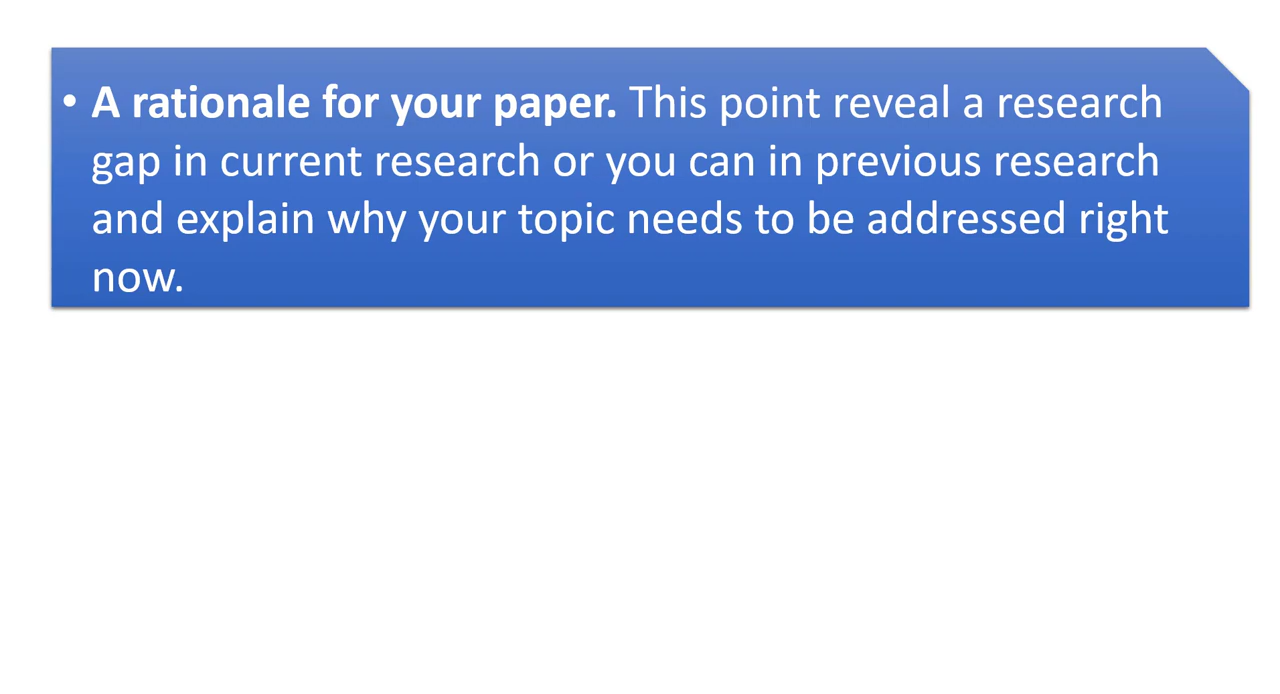 • A rationale for your paper. This point reveal a research
gap in current research or you can in previous research
and explain why your topic needs to be addressed right
now.